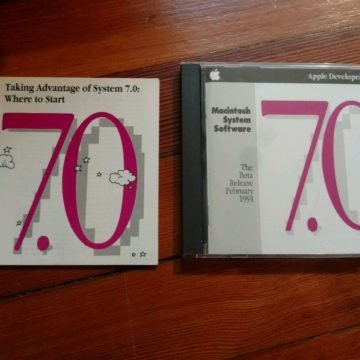 Taking Advantage of System 7.0:
Where to Start
7.0
Apple Developer
Macintosh
System
Software
The
Beta
Release
February
1991
7.0